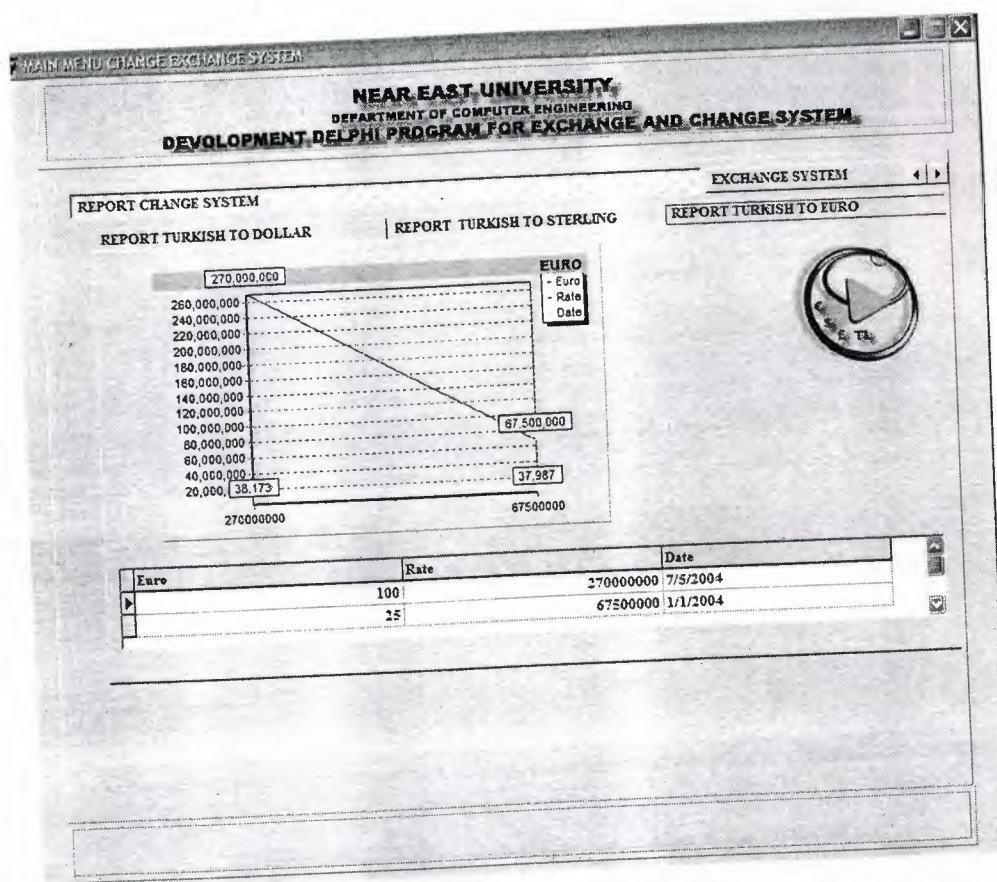 MAIN MENU CHANGE EXCHANGE SYSTEM
NEAR EAST UNIVERSITY
DEPARTMENT OF COMPUTER ENGINEERING
DEVOLOPMENT DELPHI PROGRAM FOR EXCHANGE AND CHANGE SYSTEM
REPORT CHANGE SYSTEM
EXCHANGE SYSTEM
REPORT TURKISH TO DOLLAR
REPORT TURKISH TO STERLING
REPORT TURKISH TO EURO
270,000,000
EURO
- Euro
- Rate
Date
260,000,000
240,000,000
220,000,000
200,000,000
180,000,000
160,000,000
140,000,000
120,000,000
100,000,000
80,000,000
60,000,000
40,000,000
20,000,
67,500,000
38,173
37,987
270000000
67500000
TL
Euro Rate Date
100 270000000 7/5/2004
25 67500000 1/1/2004